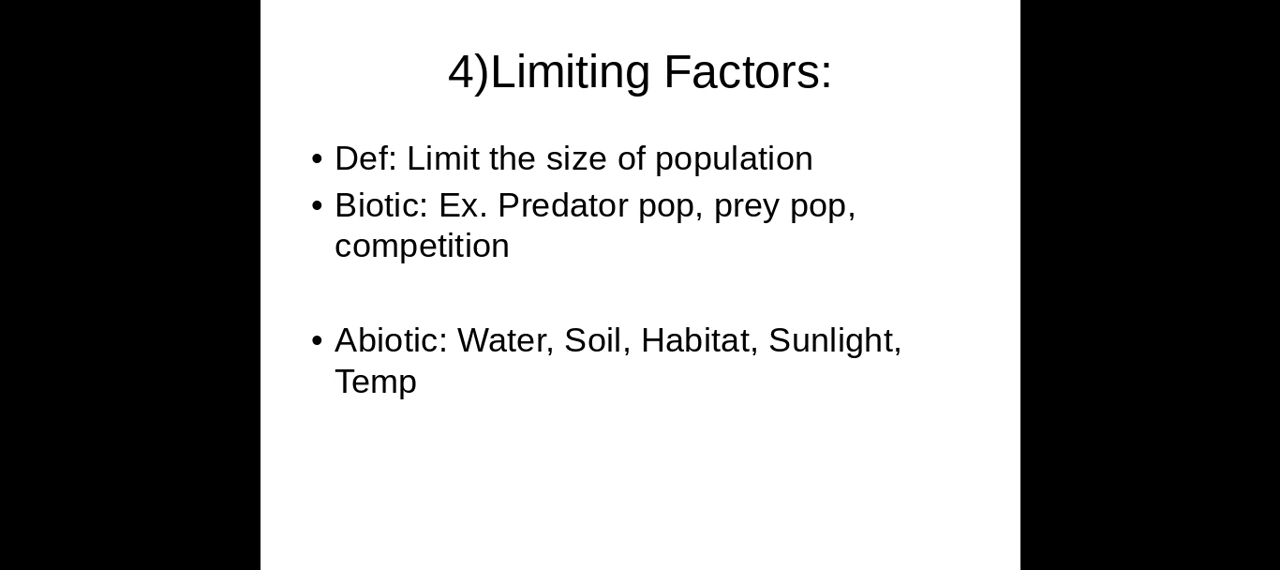 4)Limiting Factors:
• Def: Limit the size of population
• Biotic: Ex. Predator pop, prey pop,
competition
• Abiotic: Water, Soil, Habitat, Sunlight,
Temp